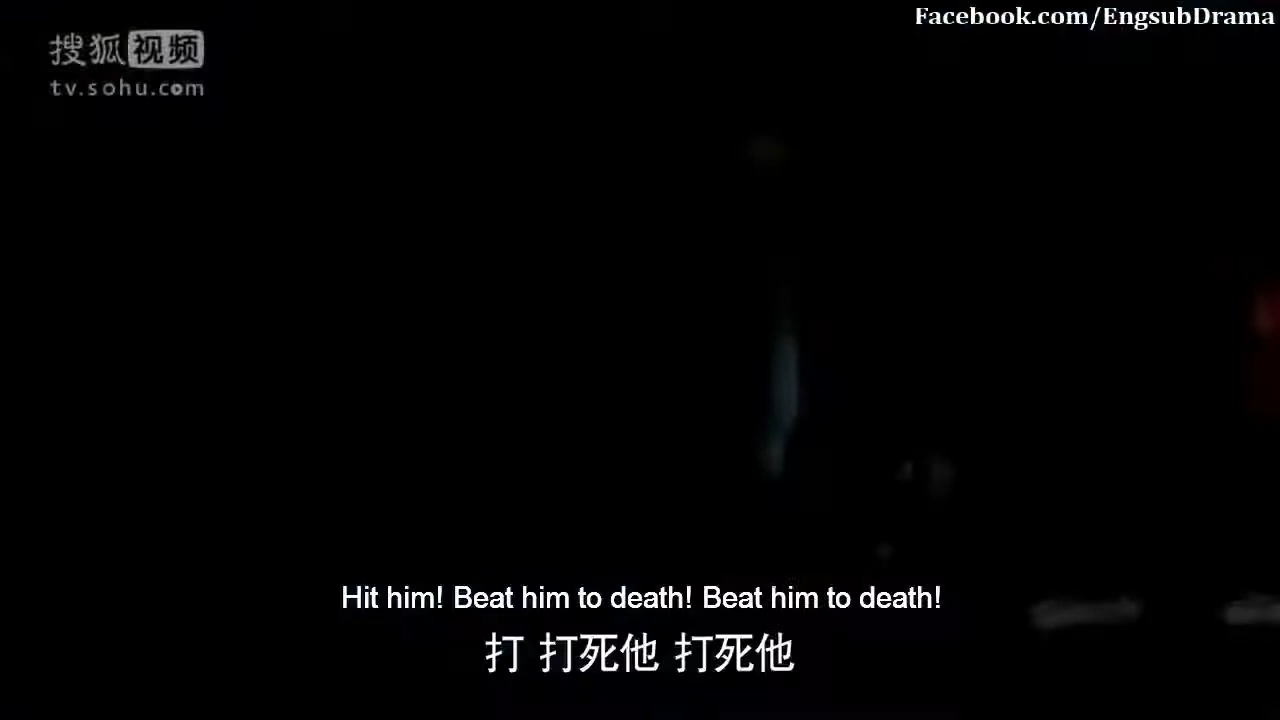 Facebook.com/EngsubDrama
搜狐视频
tv.sohu.com
Hit him! Beat him to death! Beat him to death!
打 打死他 打死他